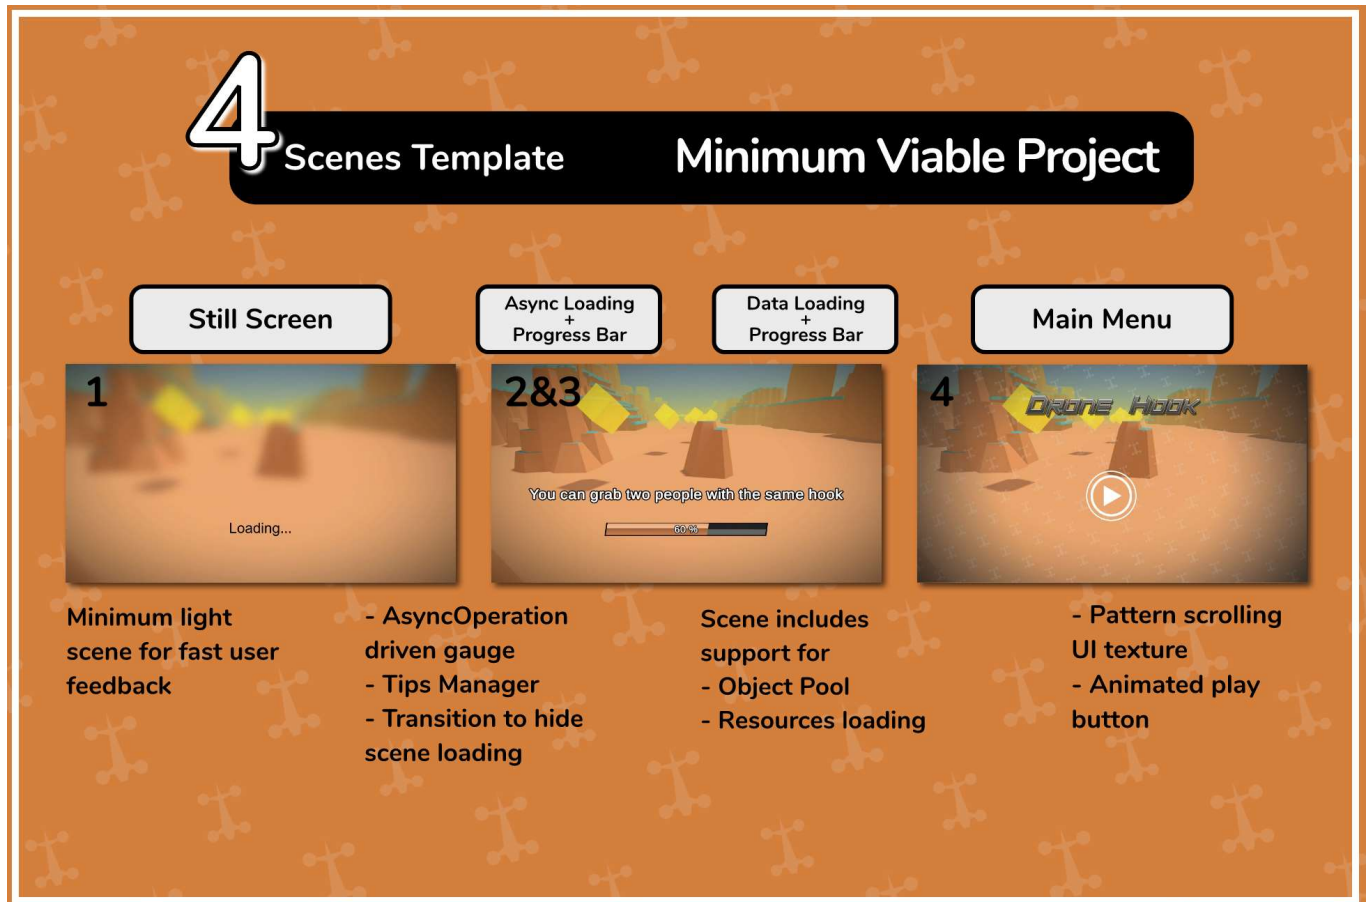 4
Scenes Template
Minimum Viable Project
Still Screen
Async Loading
+
Progress Bar
Data Loading
+
Progress Bar
Main Menu
1
Loading...
2&3
You can grab two people with the same hook
60 %
4
Drone Hook
Minimum light
scene for fast user
feedback
- AsyncOperation
driven gauge
- Tips Manager
- Transition to hide
scene loading
Scene includes
support for
- Object Pool
- Resources loading
- Pattern scrolling
UI texture
- Animated play
button